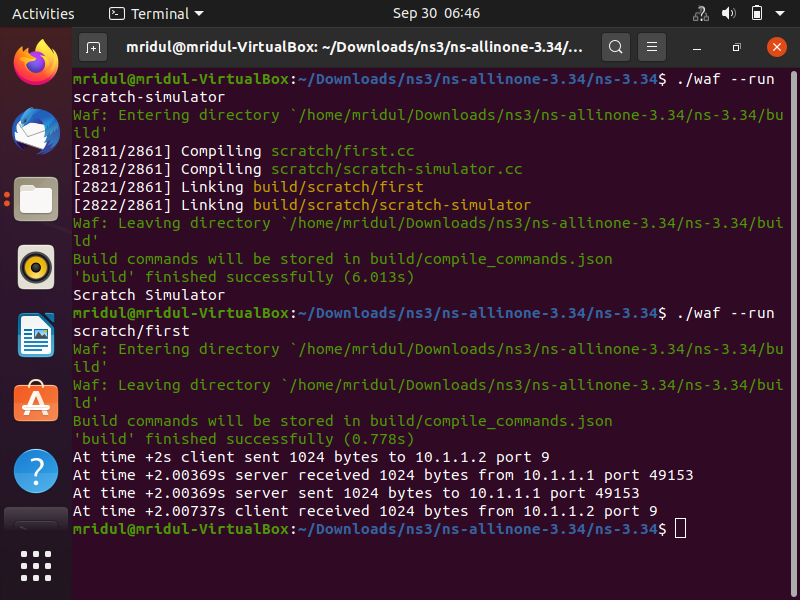 Activities
Terminal
Sep 30 06:46
mridul@mridul-VirtualBox: ~/Downloads/ns3/ns-allinone-3.34/...
mridul@mridul-VirtualBox:~/Downloads/ns3/ns-allinone-3.34/ns-3.34$ ./waf --run
scratch-simulator
Waf: Entering directory `/home/mridul/Downloads/ns3/ns-allinone-3.34/ns-3.34/bu
ild'
[2811/2861] Compiling scratch/first.cc
[2812/2861] Compiling scratch/scratch-simulator.cc
[2821/2861] Linking build/scratch/first
[2822/2861] Linking build/scratch/scratch-simulator
Waf: Leaving directory `/home/mridul/Downloads/ns3/ns-allinone-3.34/ns-3.34/bui
ld'
Build commands will be stored in build/compile_commands.json
'build' finished successfully (6.013s)
Scratch Simulator
mridul@mridul-VirtualBox:~/Downloads/ns3/ns-allinone-3.34/ns-3.34$ ./waf --run
scratch/first
Waf: Entering directory `/home/mridul/Downloads/ns3/ns-allinone-3.34/ns-3.34/bu
ild'
Waf: Leaving directory `/home/mridul/Downloads/ns3/ns-allinone-3.34/ns-3.34/bui
ld'
Build commands will be stored in build/compile_commands.json
'build' finished successfully (0.778s)
At time +2s client sent 1024 bytes to 10.1.1.2 port 9
At time +2.00369s server received 1024 bytes from 10.1.1.1 port 49153
At time +2.00369s server sent 1024 bytes to 10.1.1.1 port 49153
At time +2.00737s client received 1024 bytes from 10.1.1.2 port 9
mridul@mridul-VirtualBox:~/Downloads/ns3/ns-allinone-3.34/ns-3.34$